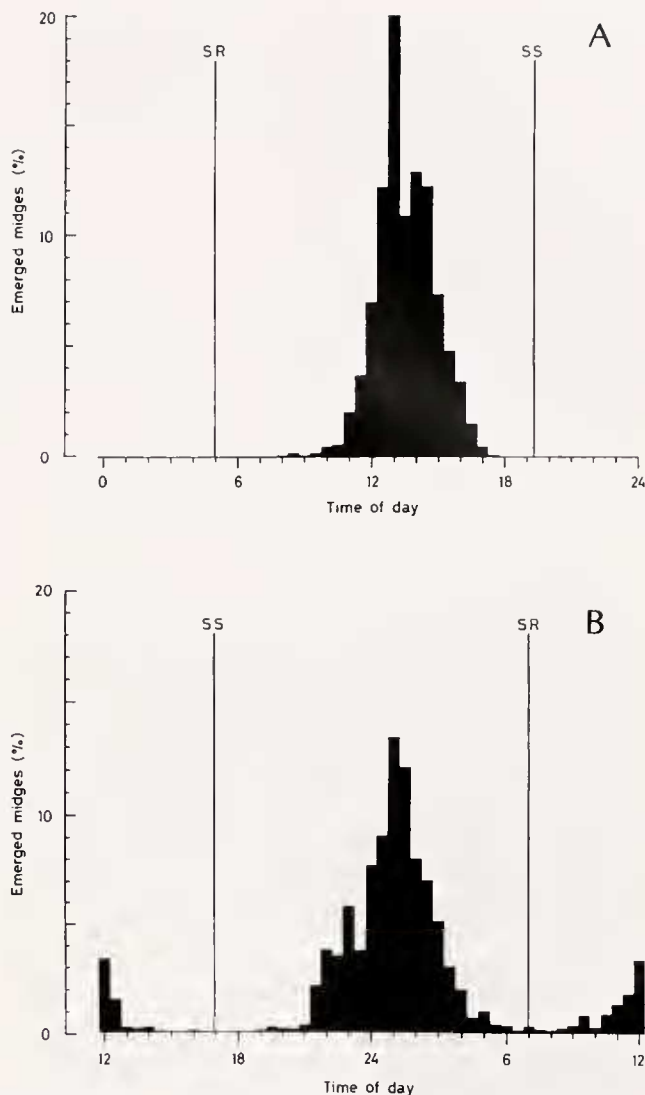 A
SR
SS
20
10
0
Emerged midges (%)
0 6 12 18 24
Time of day
B
SS
SR
20
10
0
Emerged midges (%)
12 18 24 6 12
Time of day